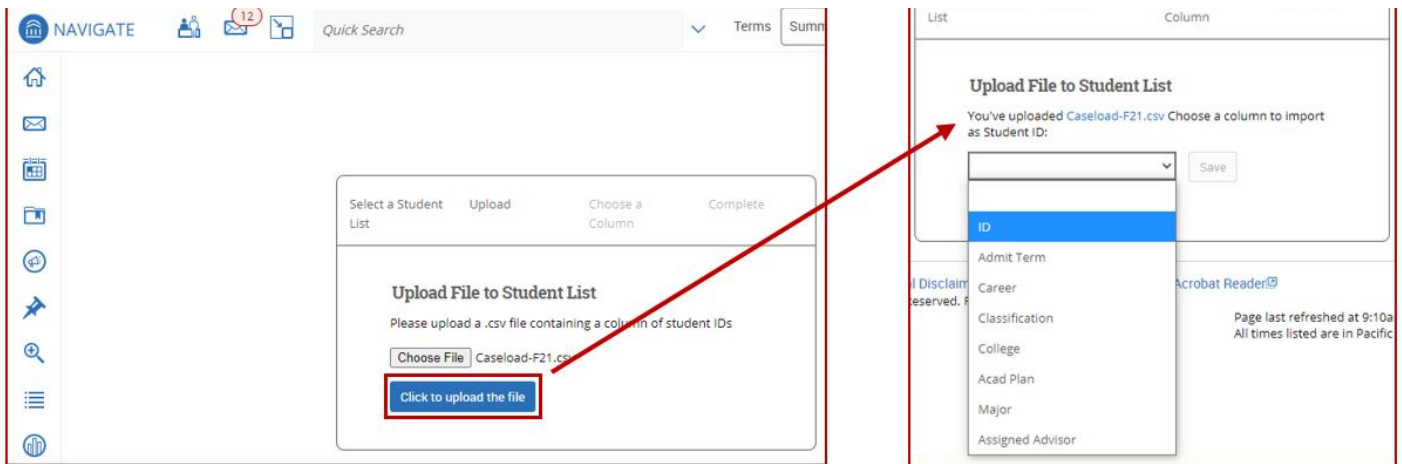 NAVIGATE
12
Quick Search
Terms
Select a Student List
Upload
Choose a Column
Complete
Upload File to Student List
Please upload a .csv file containing a column of student IDs
Choose File Caseload-F21.csv
Click to upload the file
List
Column
Upload File to Student List
You've uploaded Caseload-F21.csv Choose a column to import
as Student ID:
Save
ID
Admit Term
Career
Classification
College
Acad Plan
Major
Assigned Advisor
Acrobat Reader
Page last refreshed at 9:10a
All times listed are in Pacific